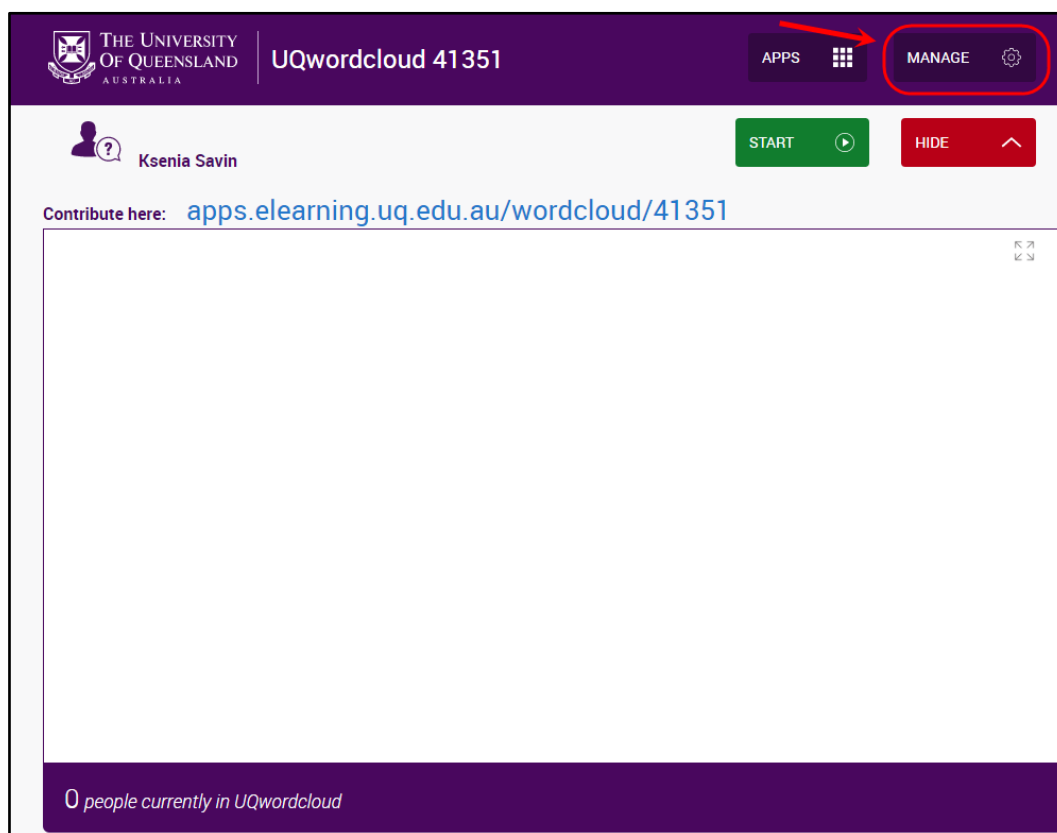 THE UNIVERSITY
OF QUEENSLAND
AUSTRALIA
UQwordcloud 41351
APPS
MANAGE
Ksenia Savin
START
HIDE
Contribute here: apps.elearning.uq.edu.au/wordcloud/41351
0 people currently in UQwordcloud